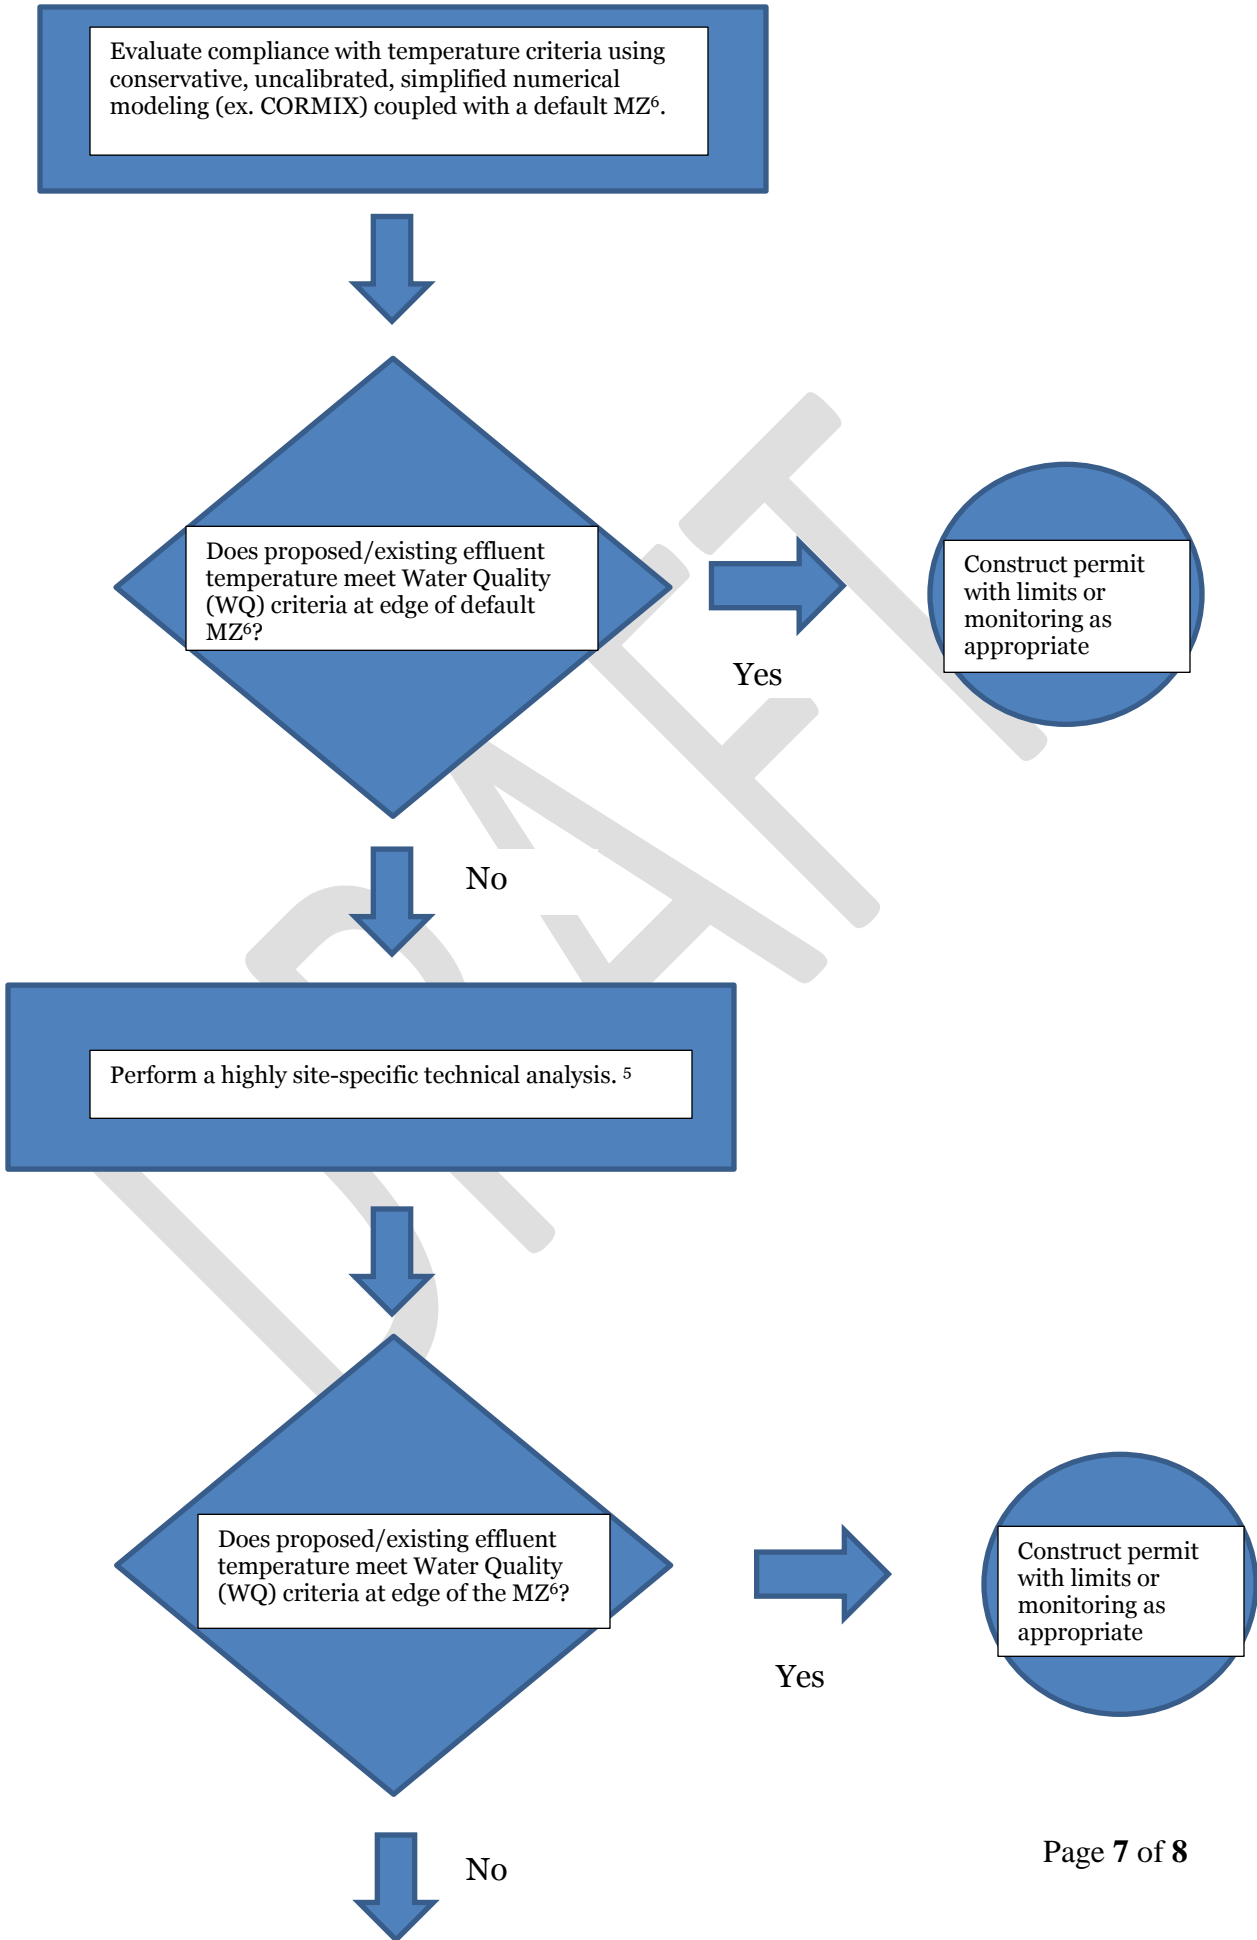 Evaluate compliance with temperature criteria using
conservative, uncalibrated, simplified numerical
modeling (ex. CORMIX) coupled with a default MZ⁶.
Does proposed/existing effluent
temperature meet Water Quality
(WQ) criteria at edge of default
MZ⁶?
Construct permit
with limits or
monitoring as
appropriate
Yes
No
Perform a highly site-specific technical analysis. ⁵
Does proposed/existing effluent
temperature meet Water Quality
(WQ) criteria at edge of the MZ⁶?
Construct permit
with limits or
monitoring as
appropriate
Yes
No
Page 7 of 8
DRAFT